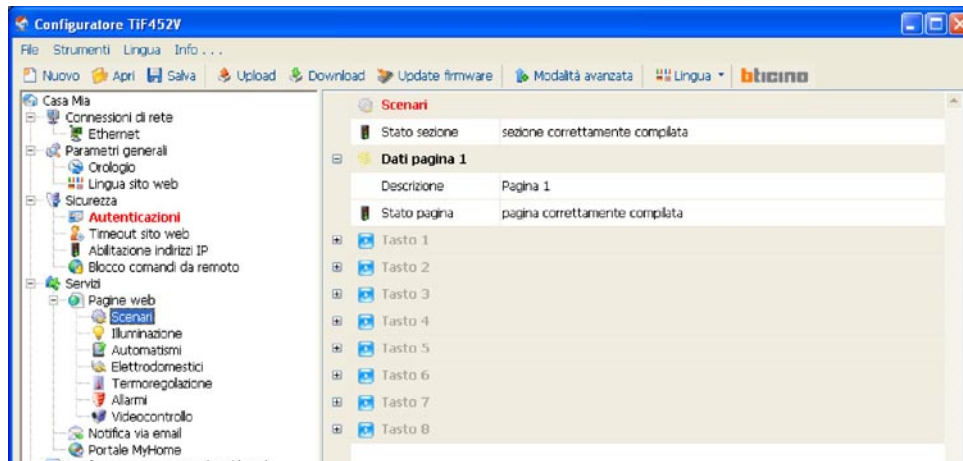 Configuratore TiF452V
File Strumenti Lingua Info . . .
Nuovo Apri Salva Upload Download Update firmware Modalità avanzata Lingua bticino
Casa Mia
Connessioni di rete
Ethernet
Parametri generali
Orologio
Lingua sito web
Sicurezza
Autenticazioni
Timeout sito web
Abilitazione indirizzi IP
Blocco comandi da remoto
Servizi
Pagine web
Scenari
Illuminazione
Automatismi
Elettrodomestici
Termoregolazione
Allarmi
Videocontrollo
Notifica via email
Portale MyHome
Scenari
Stato sezione sezione correttamente compilata
Dati pagina 1
Descrizione Pagina 1
Stato pagina pagina correttamente compilata
Tasto 1
Tasto 2
Tasto 3
Tasto 4
Tasto 5
Tasto 6
Tasto 7
Tasto 8